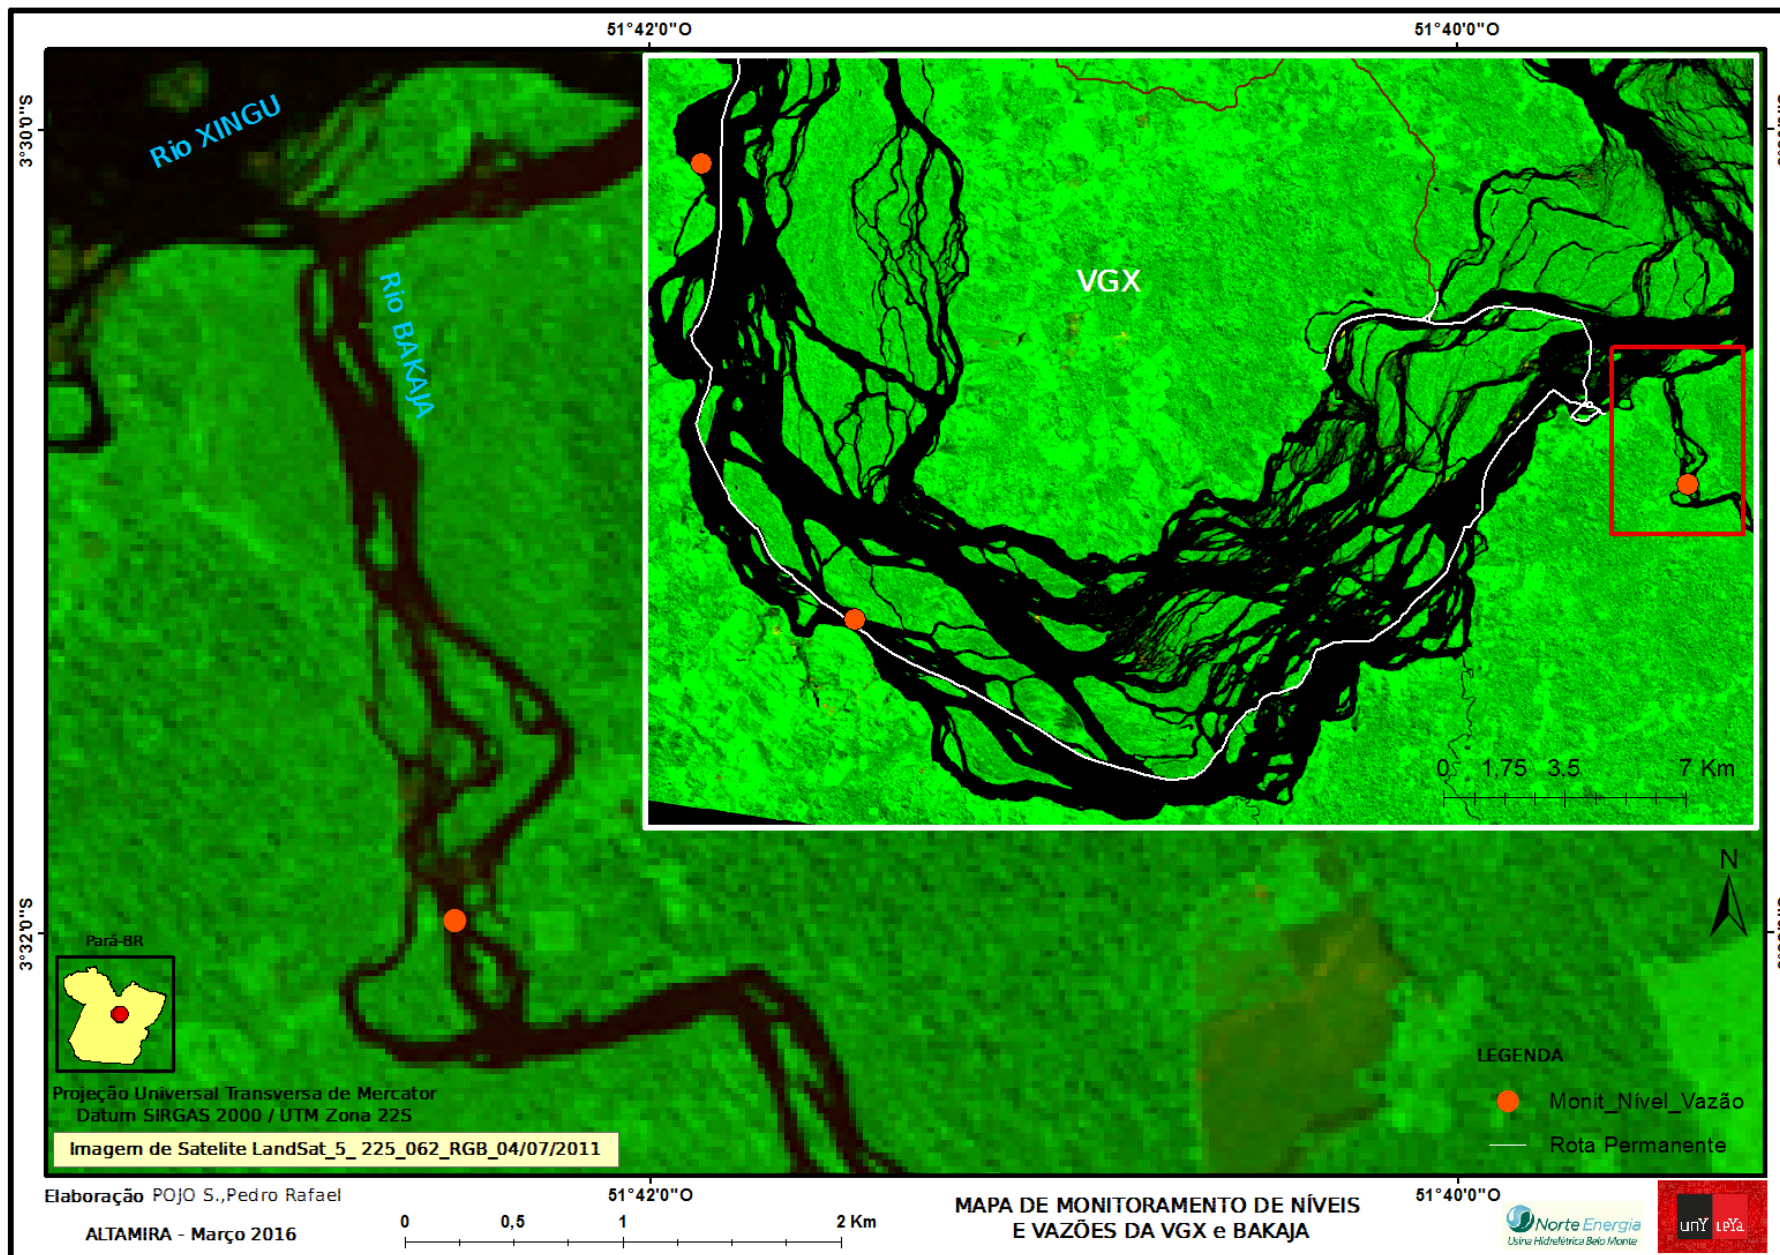 51°42'0"O
51°40'0"O
3°30'0"S
Rio XINGU
Rio BAKAJA
VGX
0 1,75 3,5 7 Km
N
3°32'0"S
Pará-BR
Projeção Universal Transversa de Mercator
Datum SIRGAS 2000 / UTM Zona 22S
Imagem de Satelite LandSat_5_ 225_062_RGB_04/07/2011
LEGENDA
Monit_Nível_Vazão
Rota Permanente
Elaboração POJO S.,Pedro Rafael
ALTAMIRA - Março 2016
51°42'0"O
51°40'0"O
0 0,5 1 2 Km
MAPA DE MONITORAMENTO DE NÍVEIS
E VAZÕES DA VGX e BAKAJA
Norte Energia
Usina Hidrelétrica Belo Monte